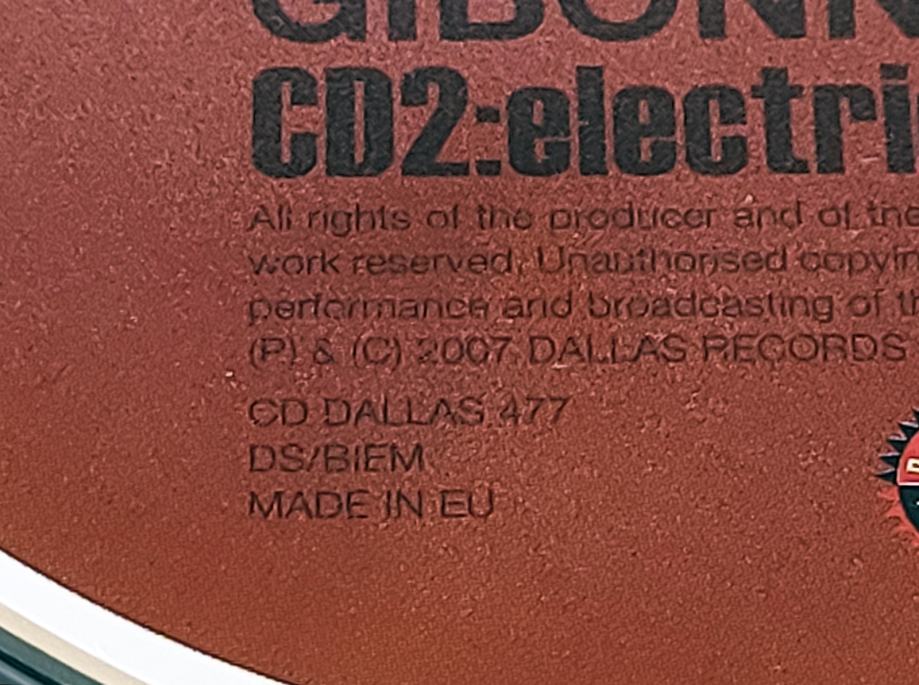 GIBONN
CD2:electri
All rights of the producer and of the
work reserved. Unauthorised copyin
performance and broadcasting of t
(P) & (C) 2007 DALLAS RECORDS
CD DALLAS 477
DS/BIEM
MADE IN EU